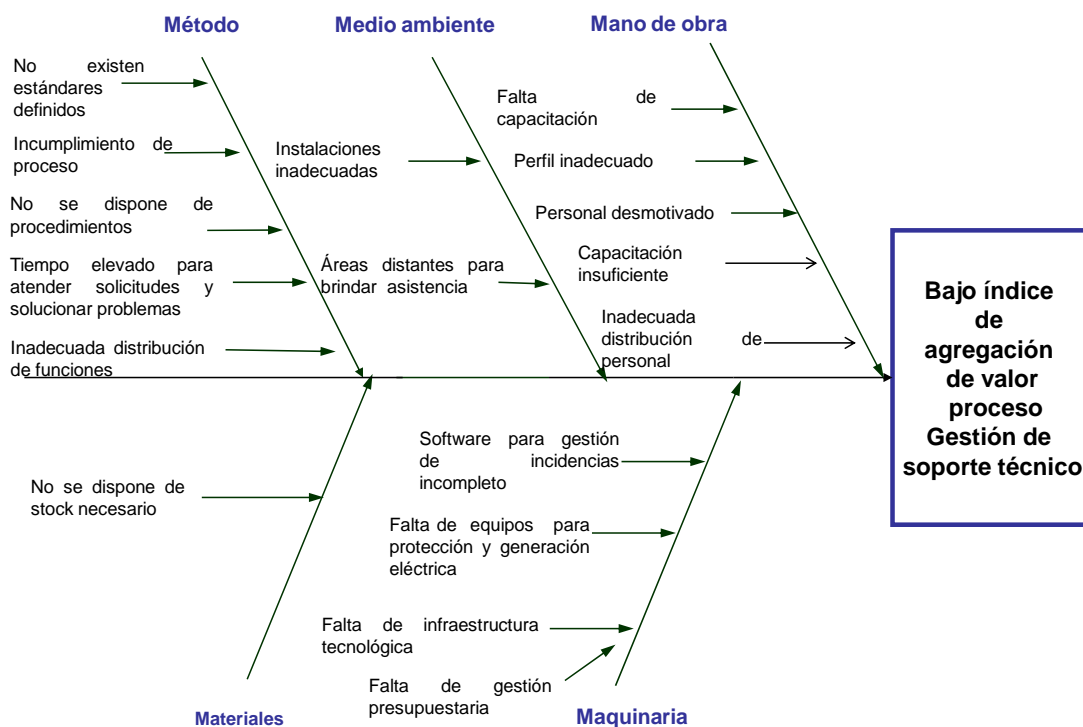 Método
Medio ambiente
Mano de obra
No existen
estándares
definidos
Incumplimiento de
proceso
No se dispone de
procedimientos
Tiempo elevado para
atender solicitudes y
solucionar problemas
Inadecuada distribución
de funciones
Instalaciones
inadecuadas
Áreas distantes para
brindar asistencia
Falta de
capacitación
Perfil inadecuado
Personal desmotivado
Capacitación
insuficiente
Inadecuada
distribución de
personal
Bajo índice
de
agregación
de valor
proceso
Gestión de
soporte técnico
No se dispone de
stock necesario
Materiales
Software para gestión
de incidencias
incompleto
Falta de equipos para
protección y generación
eléctrica
Falta de infraestructura
tecnológica
Falta de gestión
presupuestaria
Maquinaria